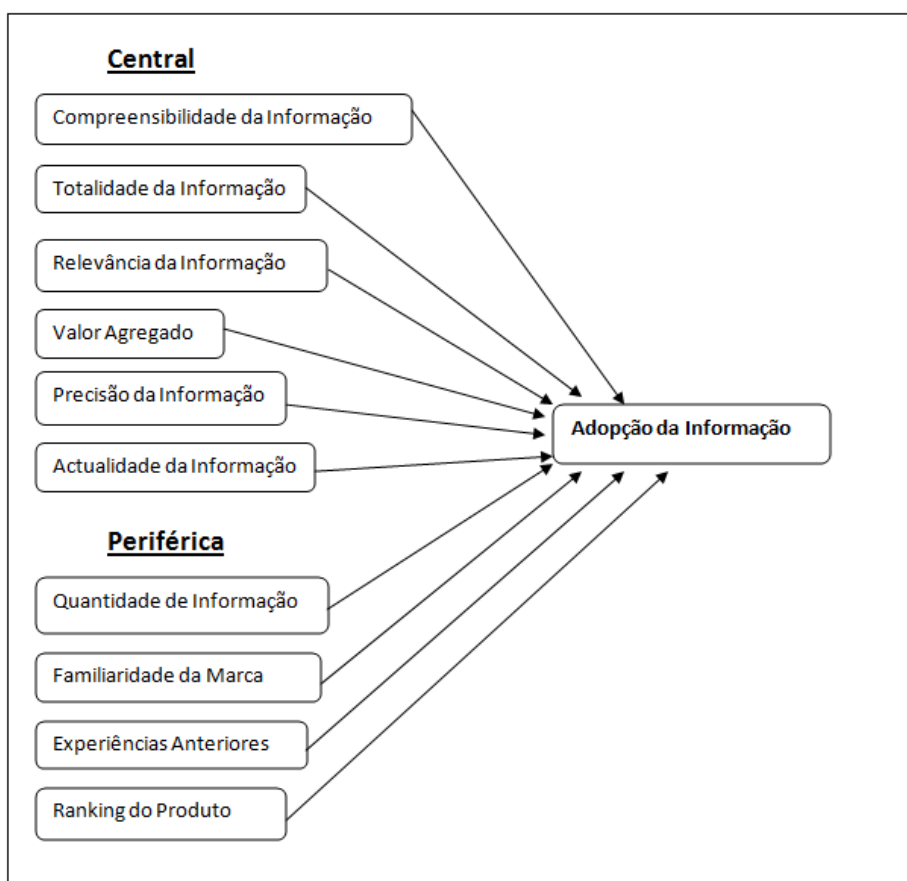 Central
Compreensibilidade da Informação
Totalidade da Informação
Relevância da Informação
Valor Agregado
Precisão da Informação
Adopção da Informação
Actualidade da Informação
Periférica
Quantidade de Informação
Familiaridade da Marca
Experiências Anteriores
Ranking do Produto